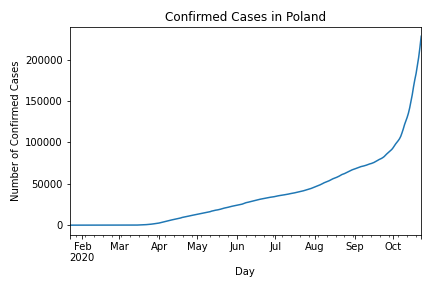 Confirmed Cases in Poland
Number of Confirmed Cases
200000
150000
100000
50000
0
Feb Mar Apr May Jun Jul Aug Sep Oct
2020
Day